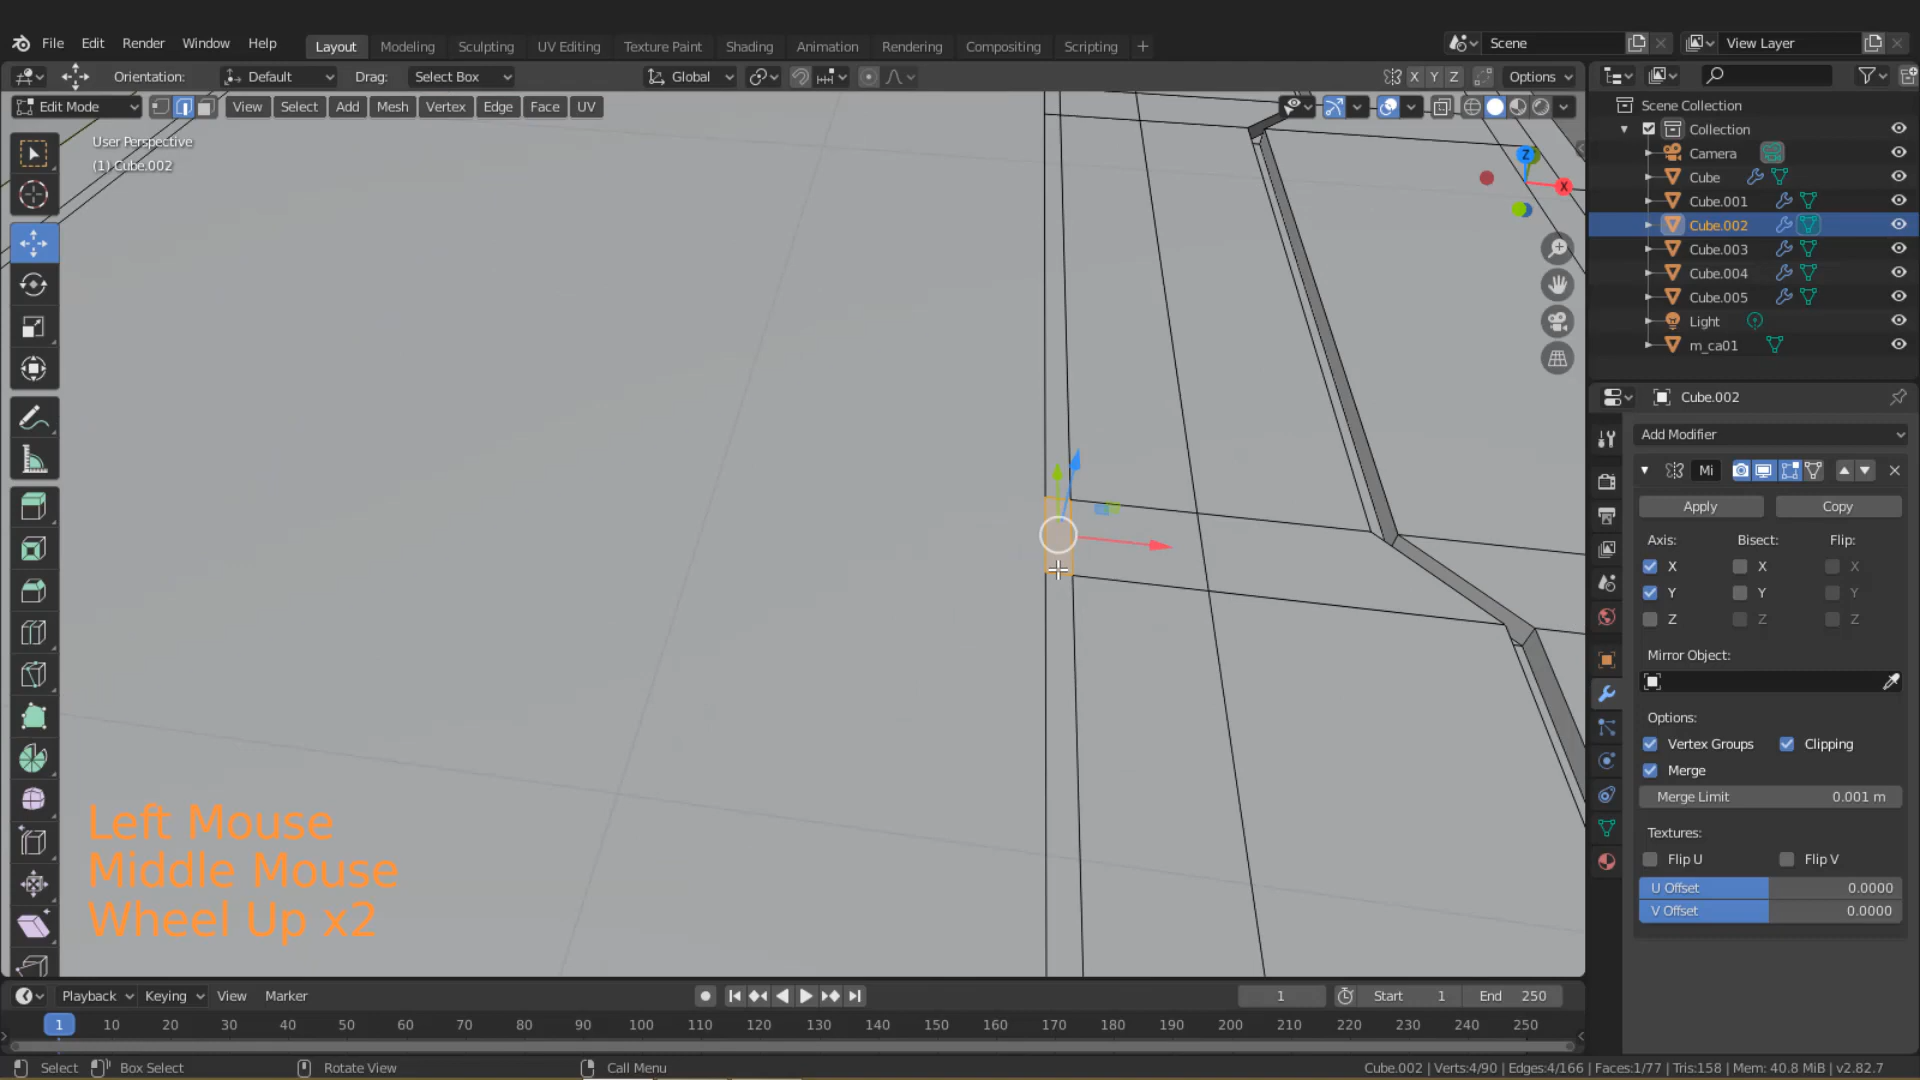 File Edit Render Window Help Layout Modeling Sculpting UV Editing Texture Paint Shading Animation Rendering Compositing Scripting + Scene View Layer
Orientation: Default Drag: Select Box Global X Y Z Options
Edit Mode View Select Add Mesh Vertex Edge Face UV
User Perspective
(1) Cube.002
Z
X
Scene Collection
Collection
Camera
Cube
Cube.001
Cube.002
Cube.003
Cube.004
Cube.005
Light
m_ca01
Cube.002
Add Modifier
Mi
Apply Copy
Axis: Bisect: Flip:
X X X
Y Y Y
Z Z Z
Mirror Object:
Options:
Vertex Groups Clipping
Merge
Merge Limit 0.001 m
Textures:
Flip U Flip V
U Offset 0.0000
V Offset 0.0000
Left Mouse
Middle Mouse
Wheel Up x2
Playback Keying View Marker 1 Start 1 End 250
1 10 20 30 40 50 60 70 80 90 100 110 120 130 140 150 160 170 180 190 200 210 220 230 240 250
Select Box Select Rotate View Call Menu Cube.002 | Verts:4/90 | Edges:4/166 | Faces:1/77 | Tris:158 | Mem: 40.8 MiB | v2.82.7